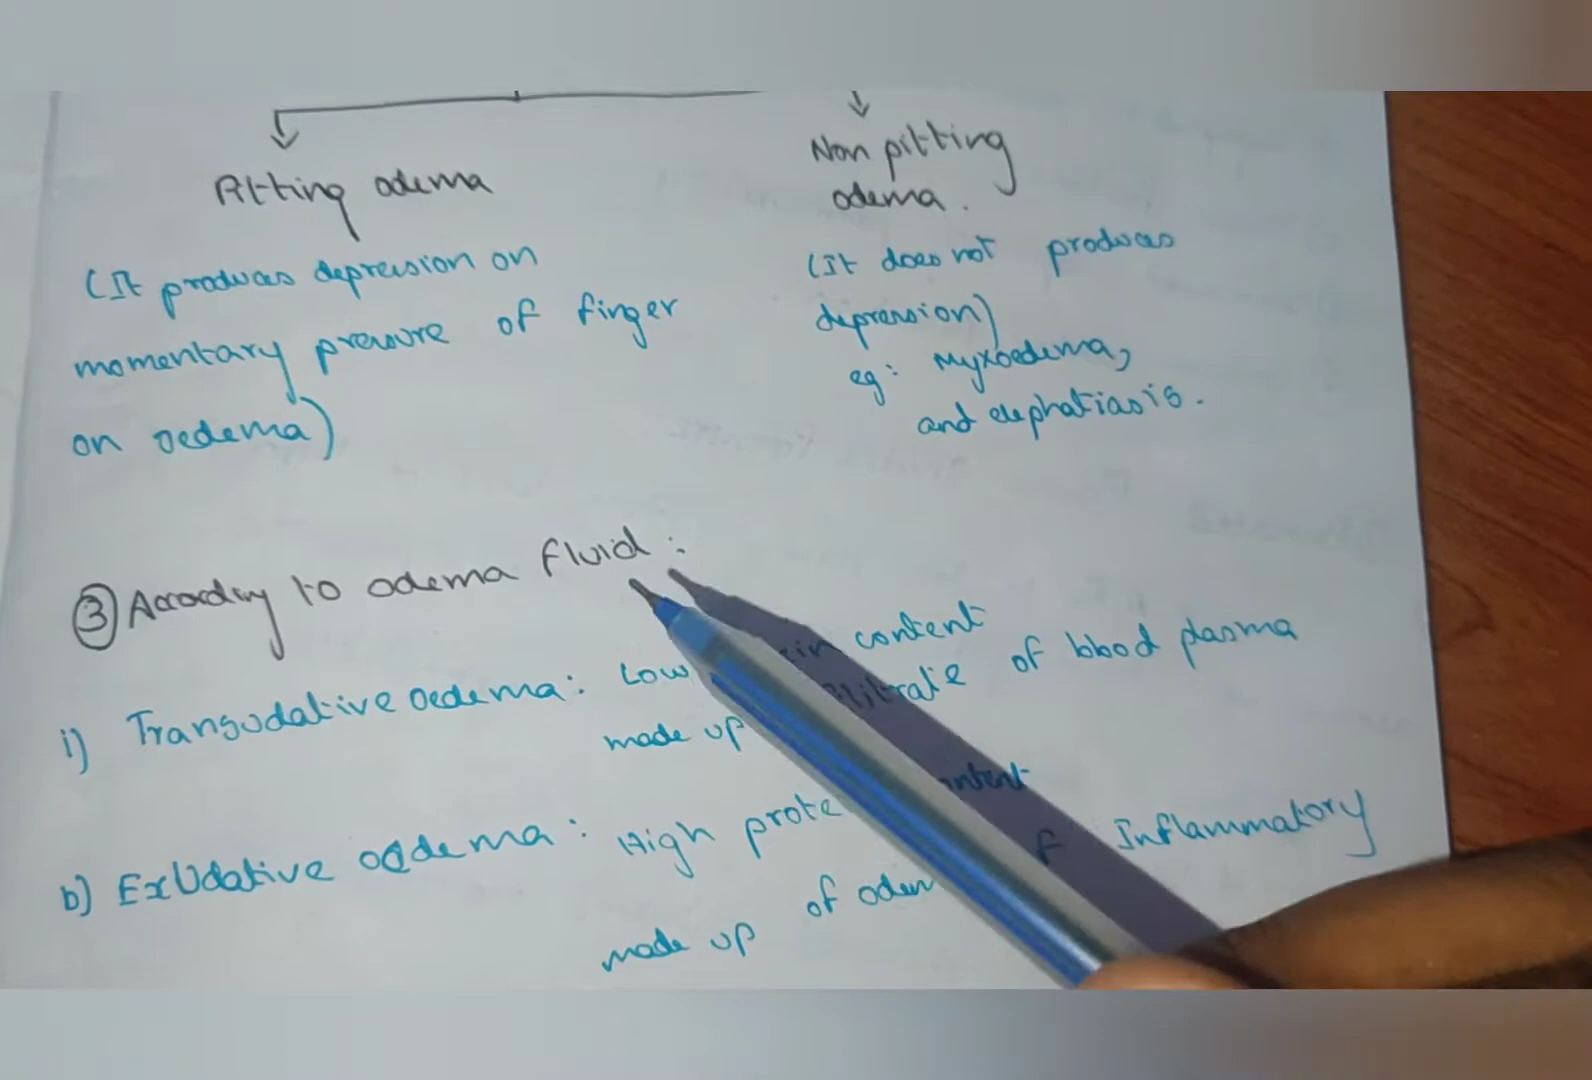 Pitting odema
Non pitting
odema.
(It produces depression on
momentary pressure of finger
on oedema)
(It does not produces
depression)
eg: Myxoedema,
and elephatiasis.
③ According to odema fluid:
i) Transudative oedema: Low content
made up of blood plasma
b) Exudative oedema: High
made up of Inflammatory